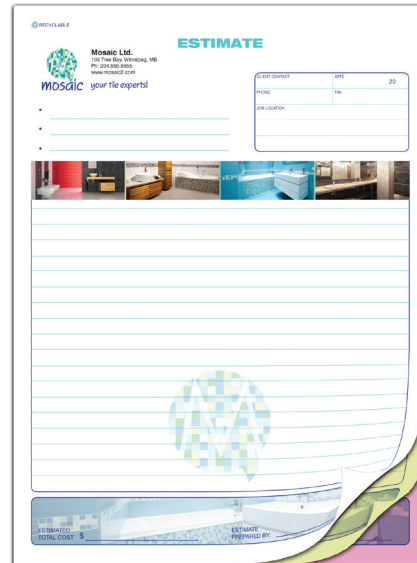 RECYCLABLE
ESTIMATE
Mosaic Ltd.
103 Tree Bay, Winnipeg, MB
Ph: 204.555.5555
www.mosaic2.com
mosaic your tile experts!
CLIENT CONTACT
DATE
20
PHONE
FAX
JOB LOCATION
ESTIMATED
TOTAL COST $
ESTIMATE
PREPARED BY: